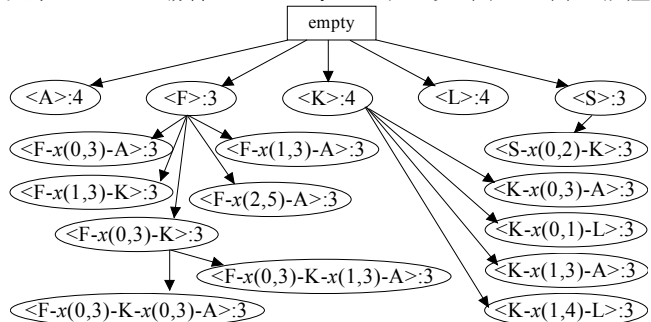 empty
<A>:4 <F>:3 <K>:4 <L>:4 <S>:3
<F-x(0,3)-A>:3 <F-x(1,3)-A>:3 <S-x(0,2)-K>:3
<F-x(1,3)-K>:3 <F-x(2,5)-A>:3 <K-x(0,3)-A>:3
<F-x(0,3)-K>:3 <K-x(0,1)-L>:3
<F-x(0,3)-K-x(1,3)-A>:3 <K-x(1,3)-A>:3
<F-x(0,3)-K-x(0,3)-A>:3 <K-x(1,4)-L>:3